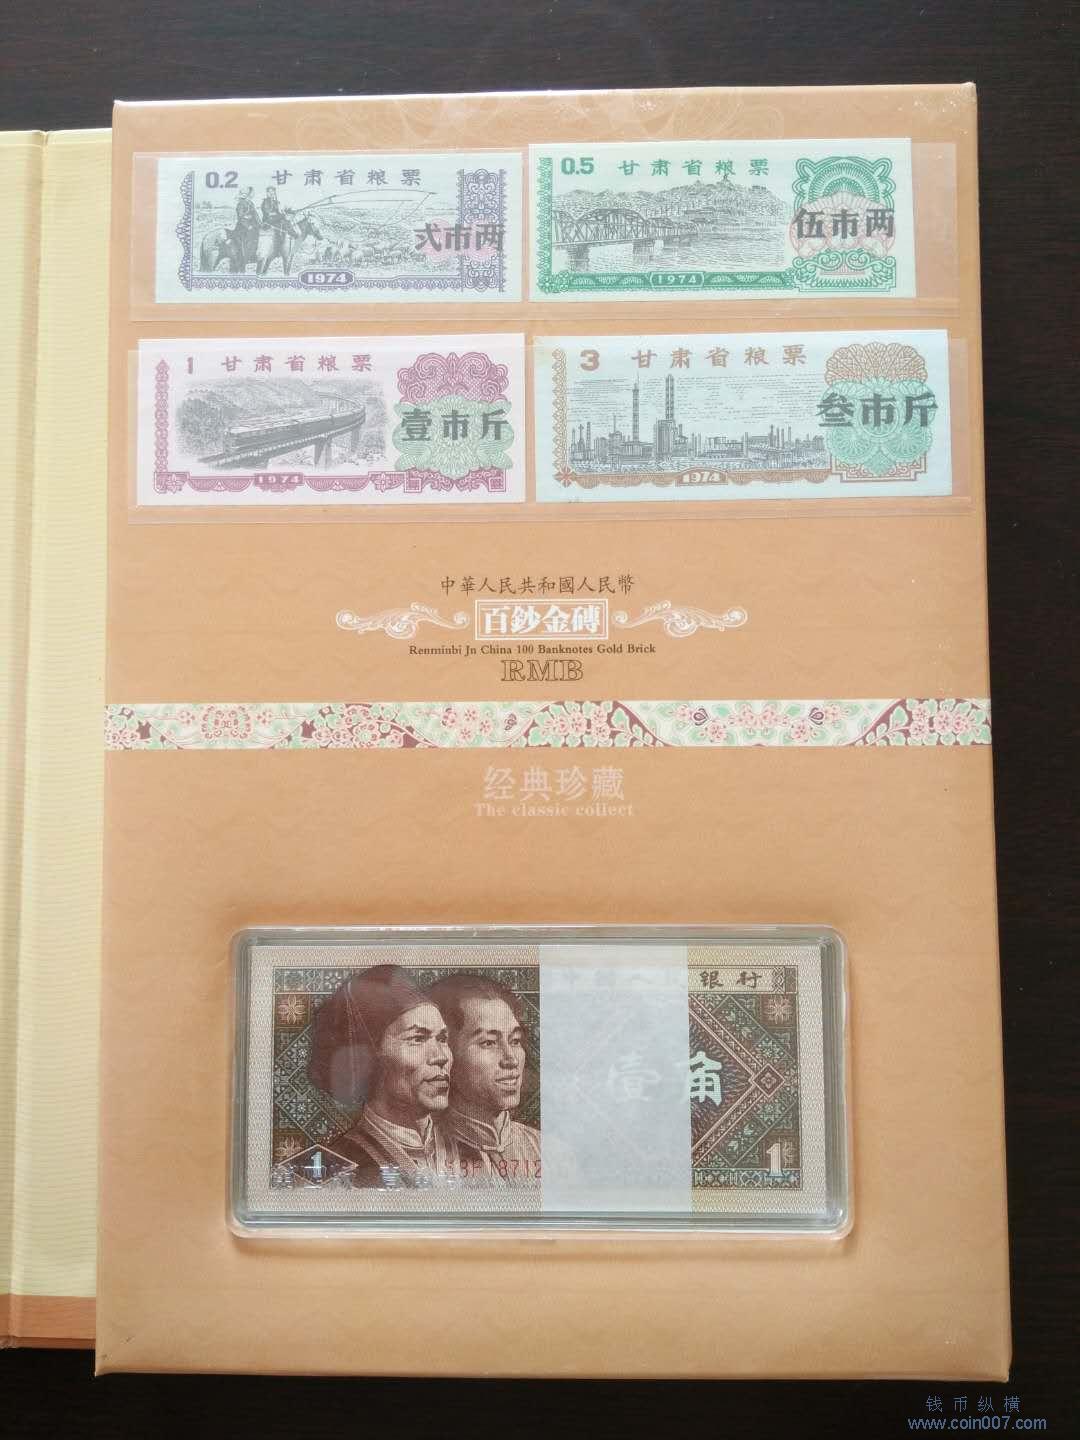 0.2 甘肃省粮票
弍市两
1974
0.5 甘肃省粮票
伍市两
1974
1 甘肃省粮票
壹市斤
1974
3 甘肃省粮票
叁市斤
1974
中華人民共和國人民幣
百鈔金磚
Renminbi Jn China 100 Banknotes Gold Brick
RMB
经典珍藏
The classic collect
银行
壹角
18712
1
1
钱币纵横
www.coin007.com